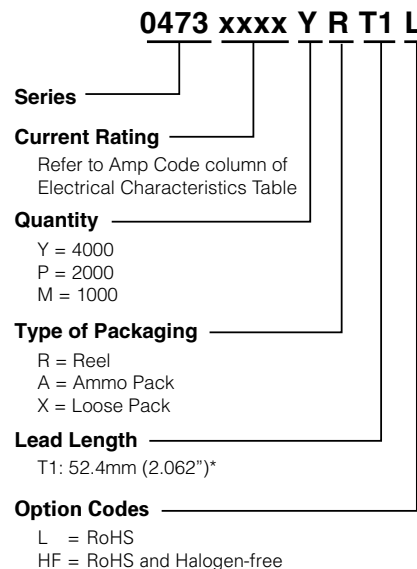 0473 xxxx Y R T1 L
Series
Current Rating
Refer to Amp Code column of
Electrical Characteristics Table
Quantity
Y = 4000
P = 2000
M = 1000
Type of Packaging
R = Reel
A = Ammo Pack
X = Loose Pack
Lead Length
T1: 52.4mm (2.062”)*
Option Codes
L = RoHS
HF = RoHS and Halogen-free